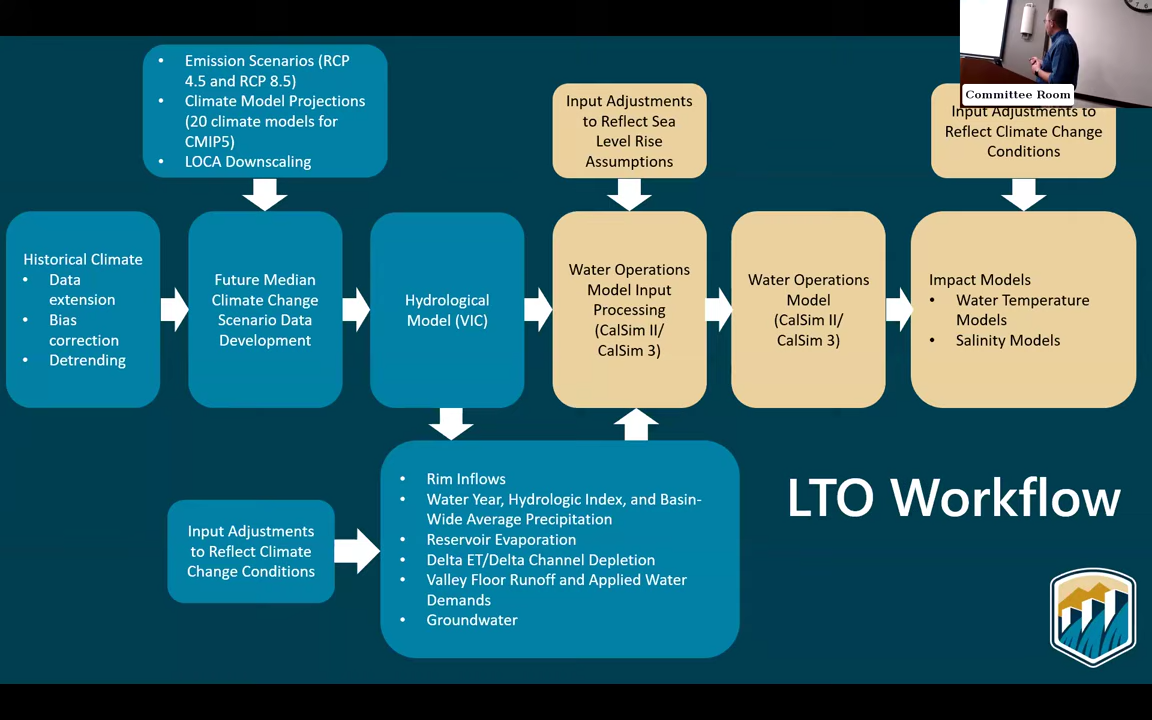 Emission Scenarios (RCP
4.5 and RCP 8.5)
Climate Model Projections
(20 climate models for
CMIP5)
LOCA Downscaling
Input Adjustments
to Reflect Sea
Level Rise
Assumptions
Committee Room
Input Adjustments to
Reflect Climate Change
Conditions
Historical Climate
Data
extension
Bias
correction
Detrending
Future Median
Climate Change
Scenario Data
Development
Hydrological
Model (VIC)
Water Operations
Model Input
Processing
(CalSim II/
CalSim 3)
Water Operations
Model
(CalSim II/
CalSim 3)
Impact Models
Water Temperature
Models
Salinity Models
Input Adjustments
to Reflect Climate
Change Conditions
Rim Inflows
Water Year, Hydrologic Index, and Basin-
Wide Average Precipitation
Reservoir Evaporation
Delta ET/Delta Channel Depletion
Valley Floor Runoff and Applied Water
Demands
Groundwater
LTO Workflow